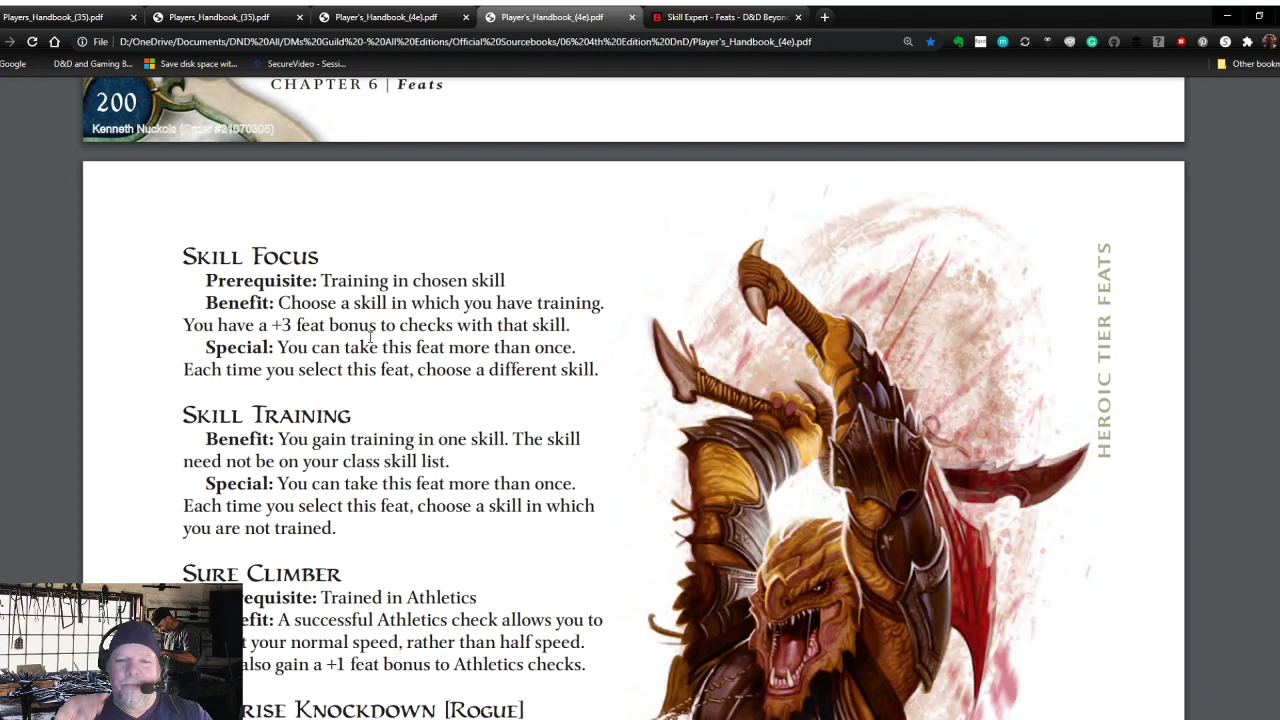 Players_Handbook_(35).pdf
Players_Handbook_(35).pdf
Player's_Handbook_(4e).pdf
Player's_Handbook_(4e).pdf
Skill Expert - Feats - D&D Beyon
File
D:/OneDrive/Documents/DND%20All/DMs%20Guild%20-%20All%20Editions/Official%20Sourcebooks/06%204th%20Edition%20DnD/Player's_Handbook_(4e).pdf
Google
D&D and Gaming B...
Save disk space wit...
SecureVideo - Sessi...
Other bookm
CHAPTER 6 | Feats
200
Kenneth Nuckols (Order #21070305)
SKILL FOCUS
Prerequisite: Training in chosen skill
Benefit: Choose a skill in which you have training.
You have a +3 feat bonus to checks with that skill.
Special: You can take this feat more than once.
Each time you select this feat, choose a different skill.
SKILL TRAINING
Benefit: You gain training in one skill. The skill
need not be on your class skill list.
Special: You can take this feat more than once.
Each time you select this feat, choose a skill in which
you are not trained.
SURE CLIMBER
requisite: Trained in Athletics
efit: A successful Athletics check allows you to
t your normal speed, rather than half speed.
also gain a +1 feat bonus to Athletics checks.
RISE KNOCKDOWN [ROGUE]
HEROIC TIER FEATS